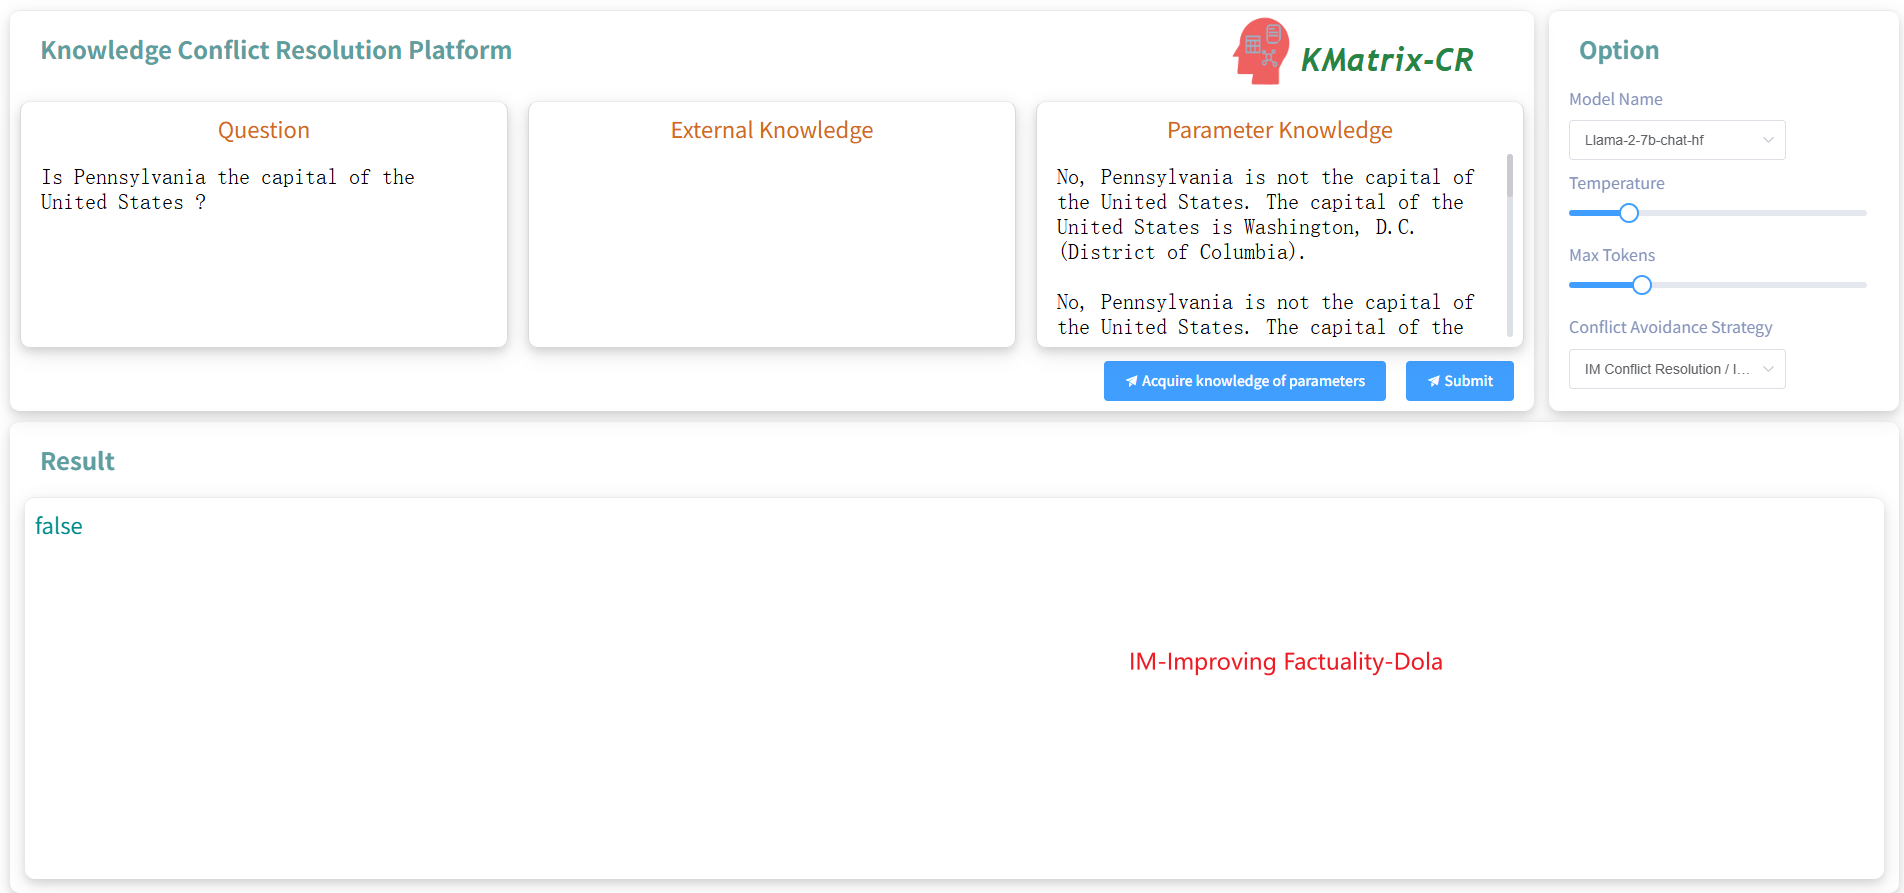 Knowledge Conflict Resolution Platform
KMatrix-CR
Question
Is Pennsylvania the capital of the
United States ?
External Knowledge
Parameter Knowledge
No, Pennsylvania is not the capital of
the United States. The capital of the
United States is Washington, D.C.
(District of Columbia).
No, Pennsylvania is not the capital of
the United States. The capital of the
Acquire knowledge of parameters
Submit
Option
Model Name
Llama-2-7b-chat-hf
Temperature
Max Tokens
Conflict Avoidance Strategy
IM Conflict Resolution / I...
Result
false
IM-Improving Factuality-Dola